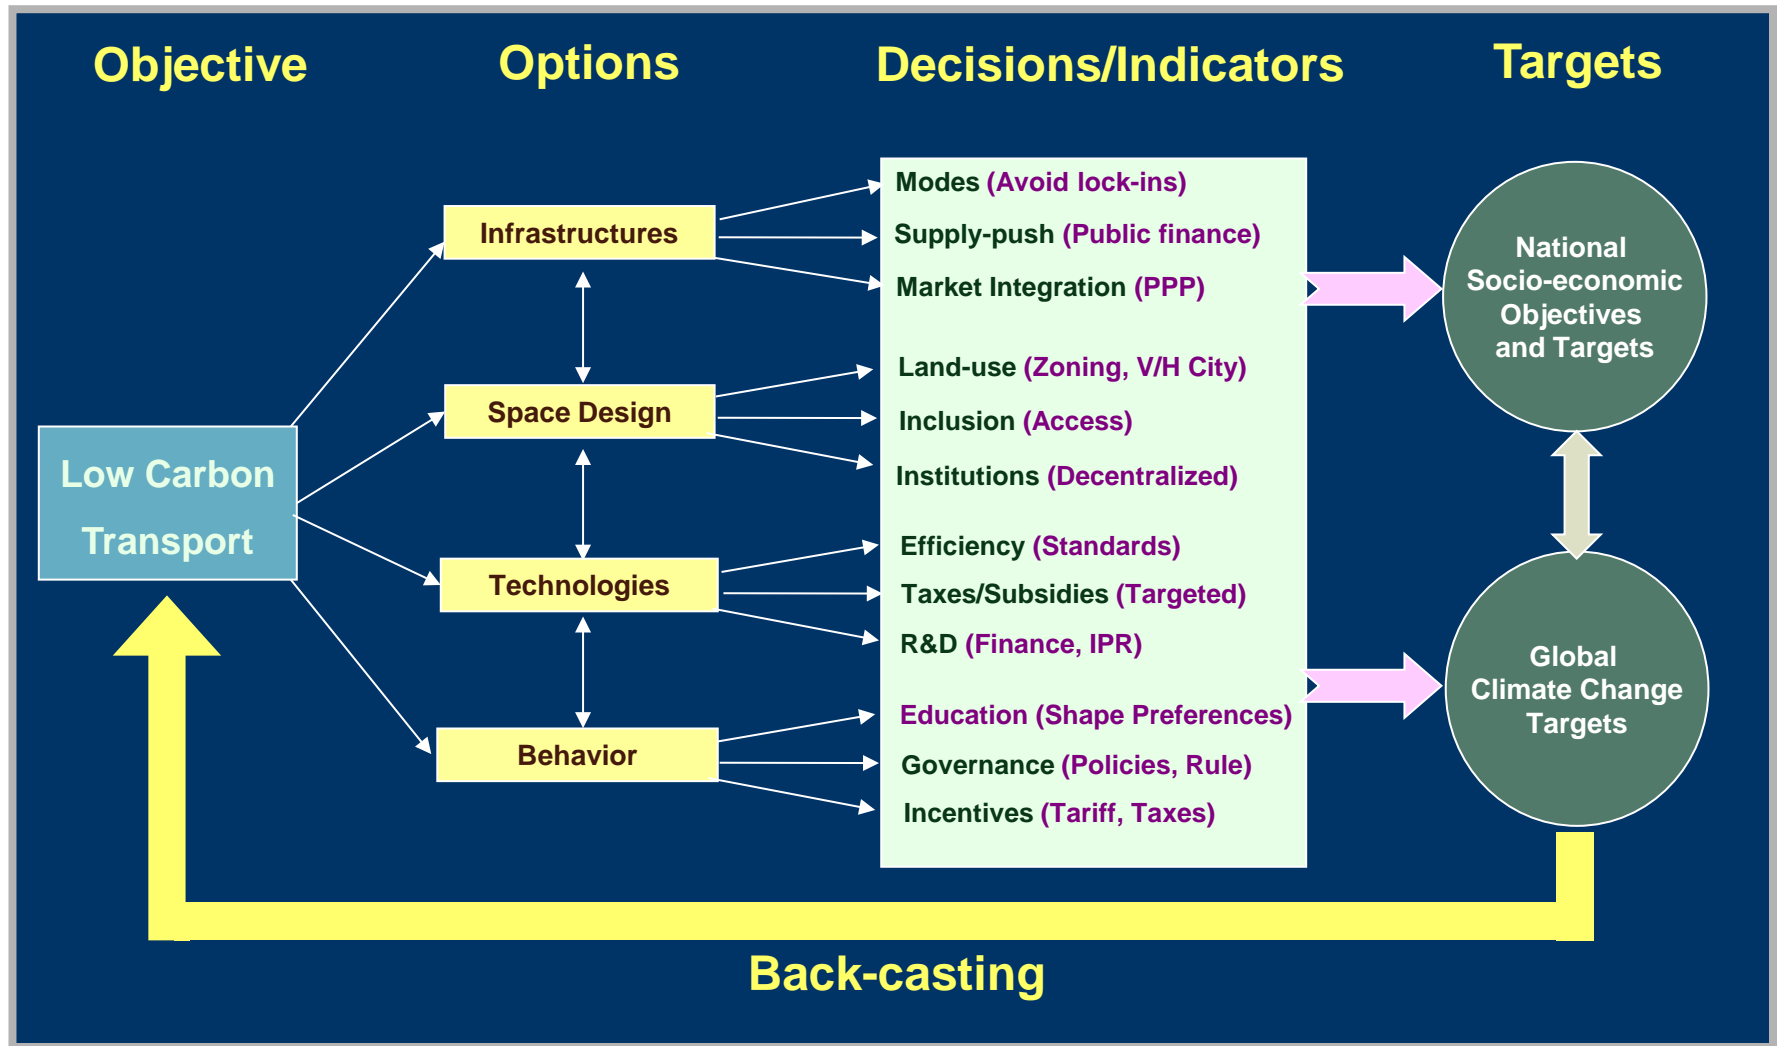 Objective
Options
Decisions/Indicators
Targets
Low Carbon
Transport
Infrastructures
Space Design
Technologies
Behavior
Modes (Avoid lock-ins)
Supply-push (Public finance)
Market Integration (PPP)
Land-use (Zoning, V/H City)
Inclusion (Access)
Institutions (Decentralized)
Efficiency (Standards)
Taxes/Subsidies (Targeted)
R&D (Finance, IPR)
Education (Shape Preferences)
Governance (Policies, Rule)
Incentives (Tariff, Taxes)
National
Socio-economic
Objectives
and Targets
Global
Climate Change
Targets
Back-casting